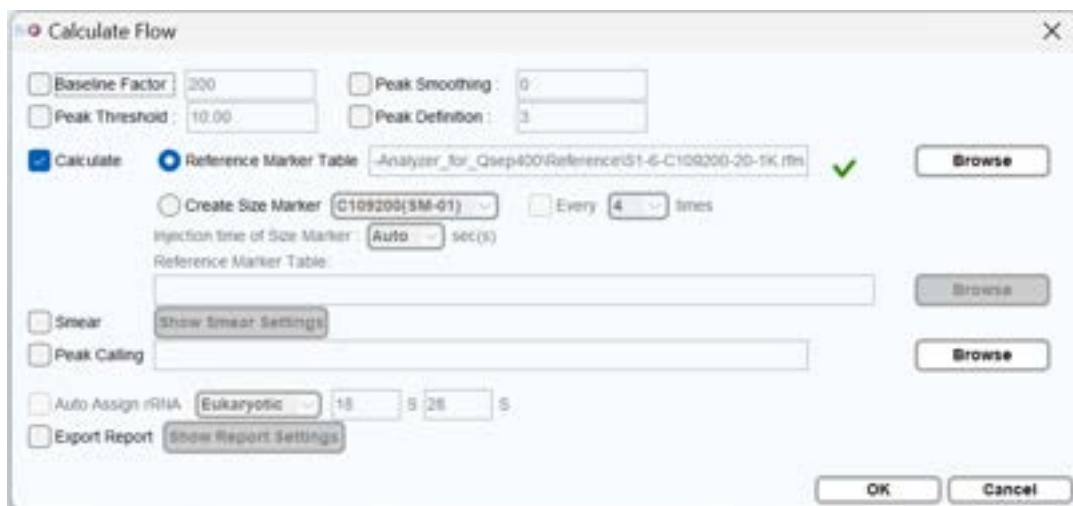 Calculate Flow
Baseline Factor : 200 Peak Smoothing : 0
Peak Threshold : 10.00 Peak Definition : 3
Calculate Reference Marker Table -Analyzer_for_Qsep400\Reference\S1-6-C109200-20-1K.rfm Browse
Create Size Marker C109200(SM-01) Every 4 times
Injection time of Size Marker : Auto sec(s)
Reference Marker Table:
Browse
Smear Show Smear Settings
Peak Calling Browse
Auto Assign rRNA Eukaryotic 18 S 28 S
Export Report Show Report Settings
OK Cancel